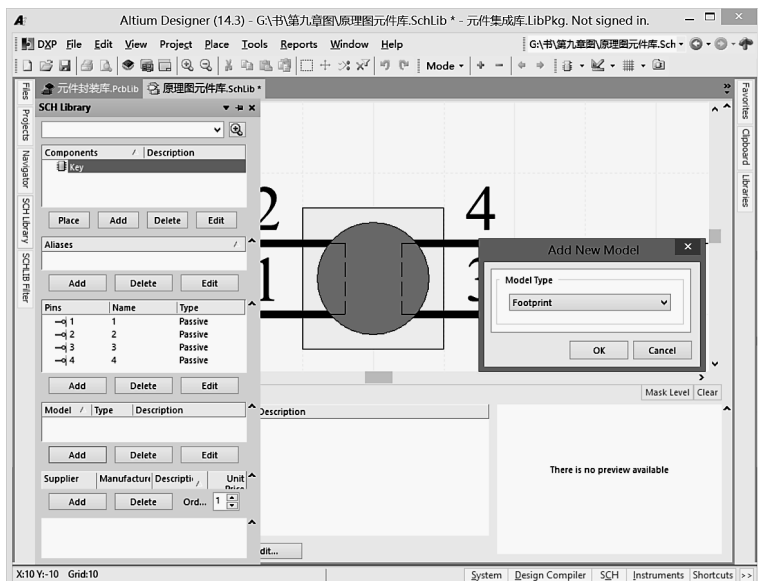 Altium Designer (14.3) - G:\书\第九章图\原理图元件库.SchLib * - 元件集成库.LibPkg. Not signed in.
DXP File Edit View Project Place Tools Reports Window Help G:\书\第九章图\原理图元件库.Sch
Mode
元件封装库.PcbLib 原理图元件库.SchLib *
Files
Projects
Navigator
SCH Library
SCHLIB Filter
SCH Library
Components / Description
Key
Place Add Delete Edit
Aliases /
Add Delete Edit
Pins Name Type
1 1 Passive
2 2 Passive
3 3 Passive
4 4 Passive
Add Delete Edit
Model / Type Description
Add Delete Edit
Supplier Manufacture Descripti / Unit
Add Delete Ord... 1
2 4
1 3
Add New Model
Model Type
Footprint
OK Cancel
Mask Level Clear
Description
There is no preview available
dit...
Favorites
Clipboard
Libraries
X:10 Y:-10 Grid:10 System Design Compiler SCH Instruments Shortcuts >>